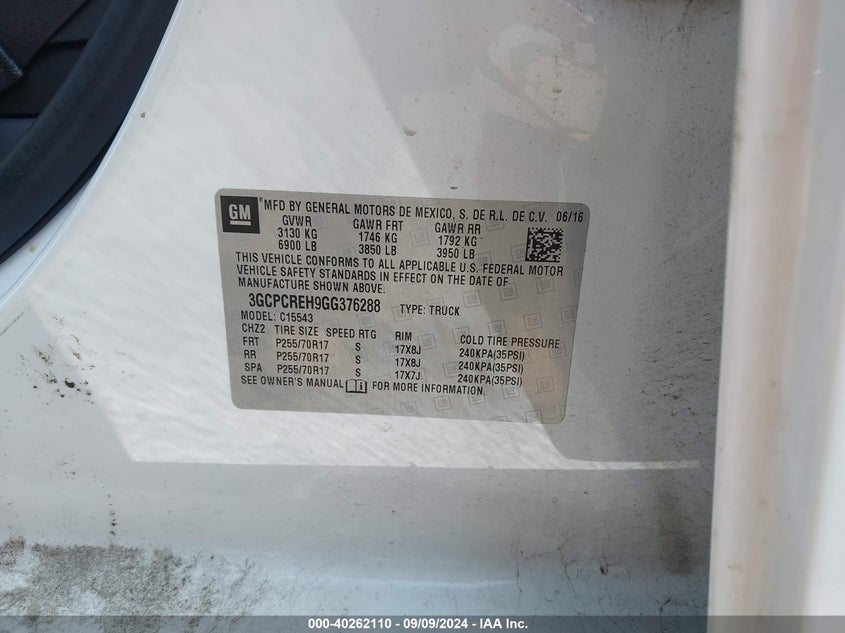 GM ® MFD BY GENERAL MOTORS DE MEXICO, S. DE R.L. DE C.V. 06/16
GVWR GAWR FRT GAWR RR
3130 KG 1746 KG 1792 KG
6900 LB 3850 LB 3950 LB
THIS VEHICLE CONFORMS TO ALL APPLICABLE U.S. FEDERAL MOTOR
VEHICLE SAFETY STANDARDS IN EFFECT ON THE DATE OF
MANUFACTURE SHOWN ABOVE.
3GCPCREH9GG376288 TYPE: TRUCK
MODEL: C15543
CHZ2 TIRE SIZE SPEED RTG RIM COLD TIRE PRESSURE
FRT P255/70R17 S 17X8J 240KPA(35PSI)
RR P255/70R17 S 17X8J 240KPA(35PSI)
SPA P255/70R17 S 17X7J 240KPA(35PSI)
SEE OWNER'S MANUAL FOR MORE INFORMATION.
000-40262110 - 09/09/2024 - IAA Inc.